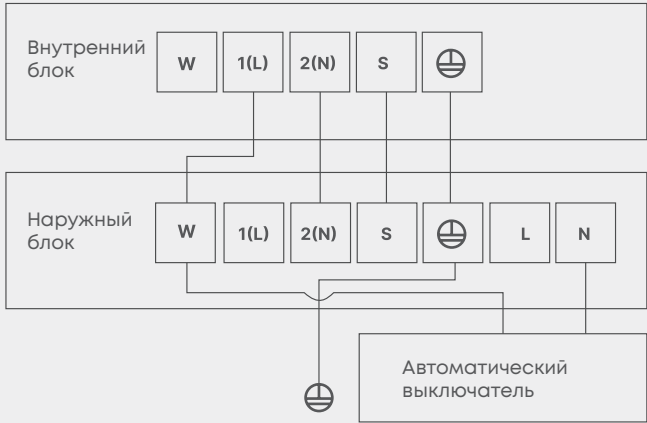 Внутренний
блок
W 1(L) 2(N) S
Наружный
блок
W 1(L) 2(N) S L N
Автоматический
выключатель